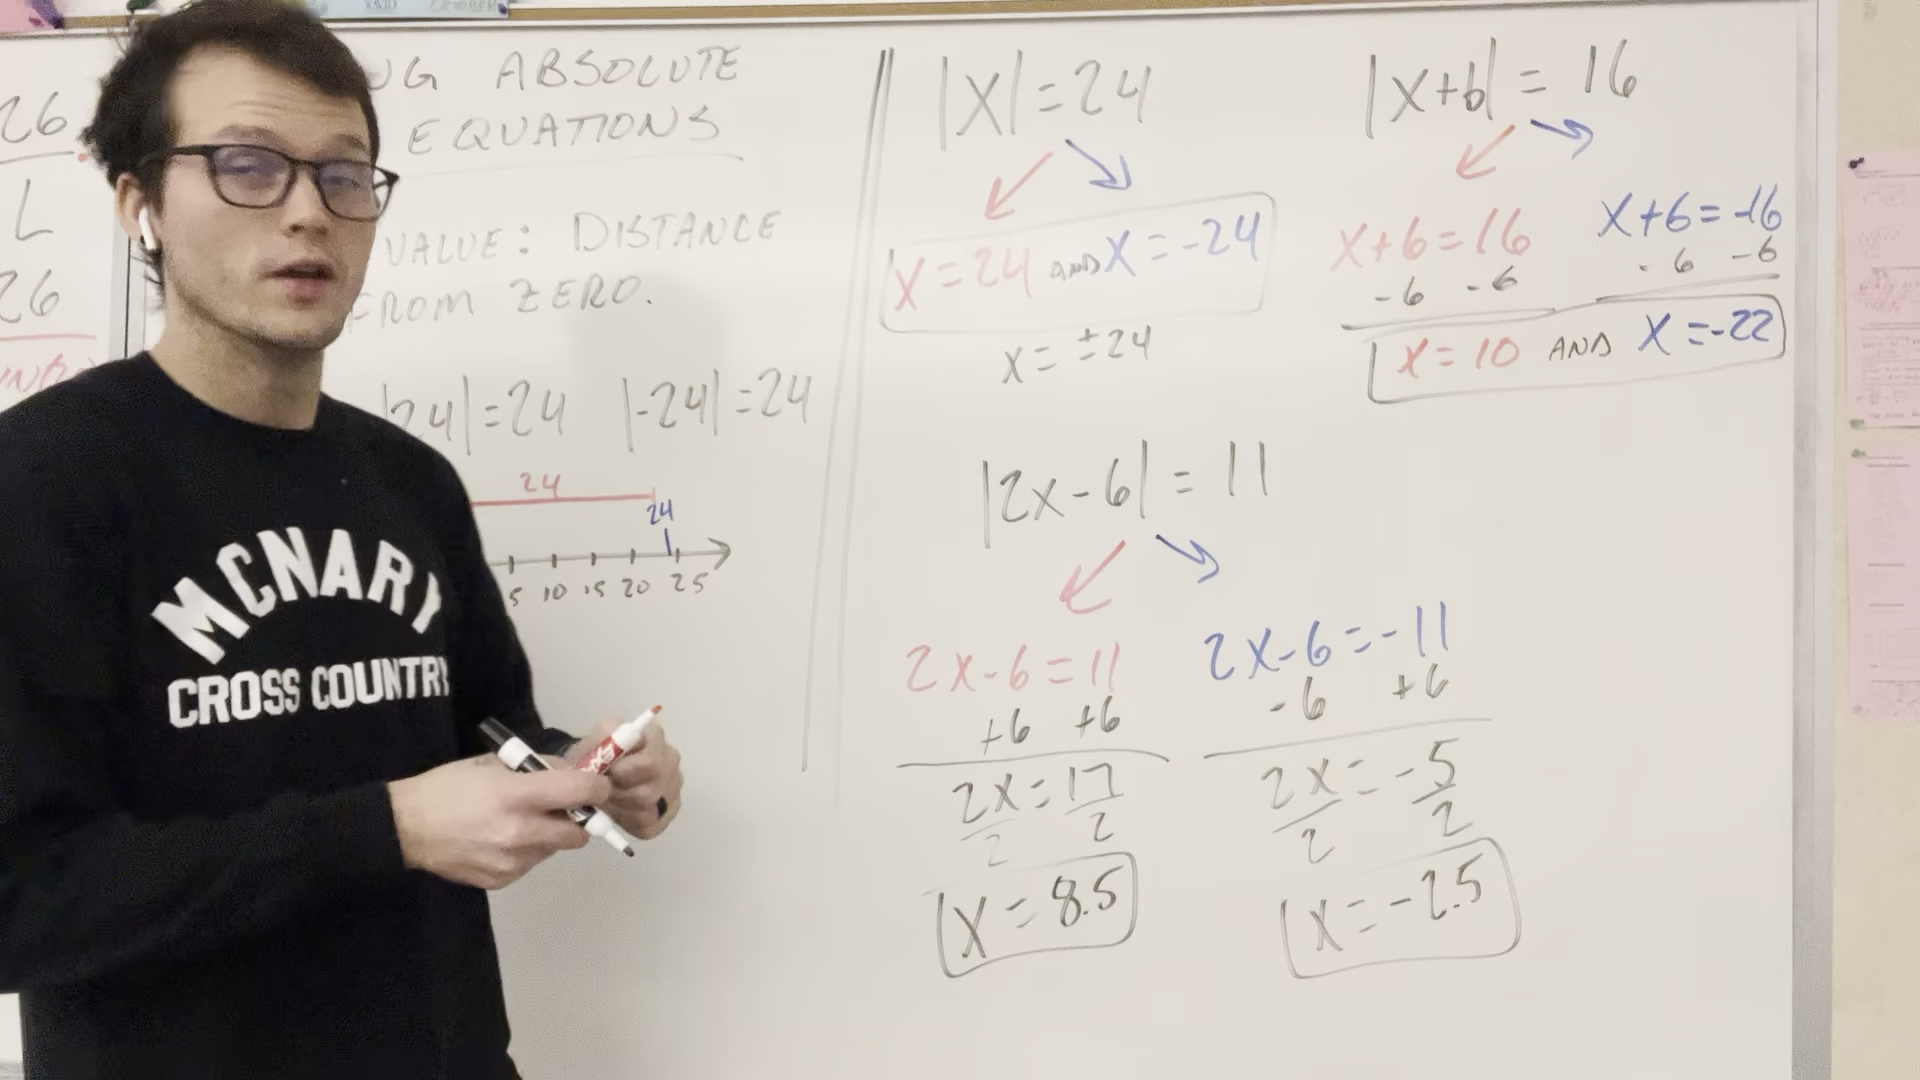 26
L
26
NG ABSOLUTE
EQUATIONS
VALUE: DISTANCE
FROM ZERO.
24|=24 |-24|=24
24
24
5 10 15 20 25
MCNARY
CROSS COUNTRY
EXPO
|X|=24
X=24 AND X=-24
x= ±24
|X+6|=16
X+6=16 X+6=-16
-6 -6 -6 -6
X=10 AND X=-22
|2x-6|=11
2x-6=11 2x-6=-11
+6 +6 -6 +6
2x=17 2x=-5
2 2 2 2
X=8.5 X=-2.5